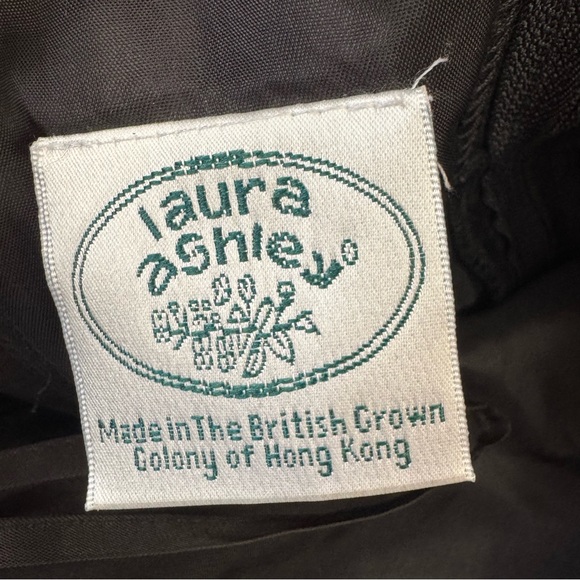 laura
ashley
Made in The British Crown
Colony of Hong Kong